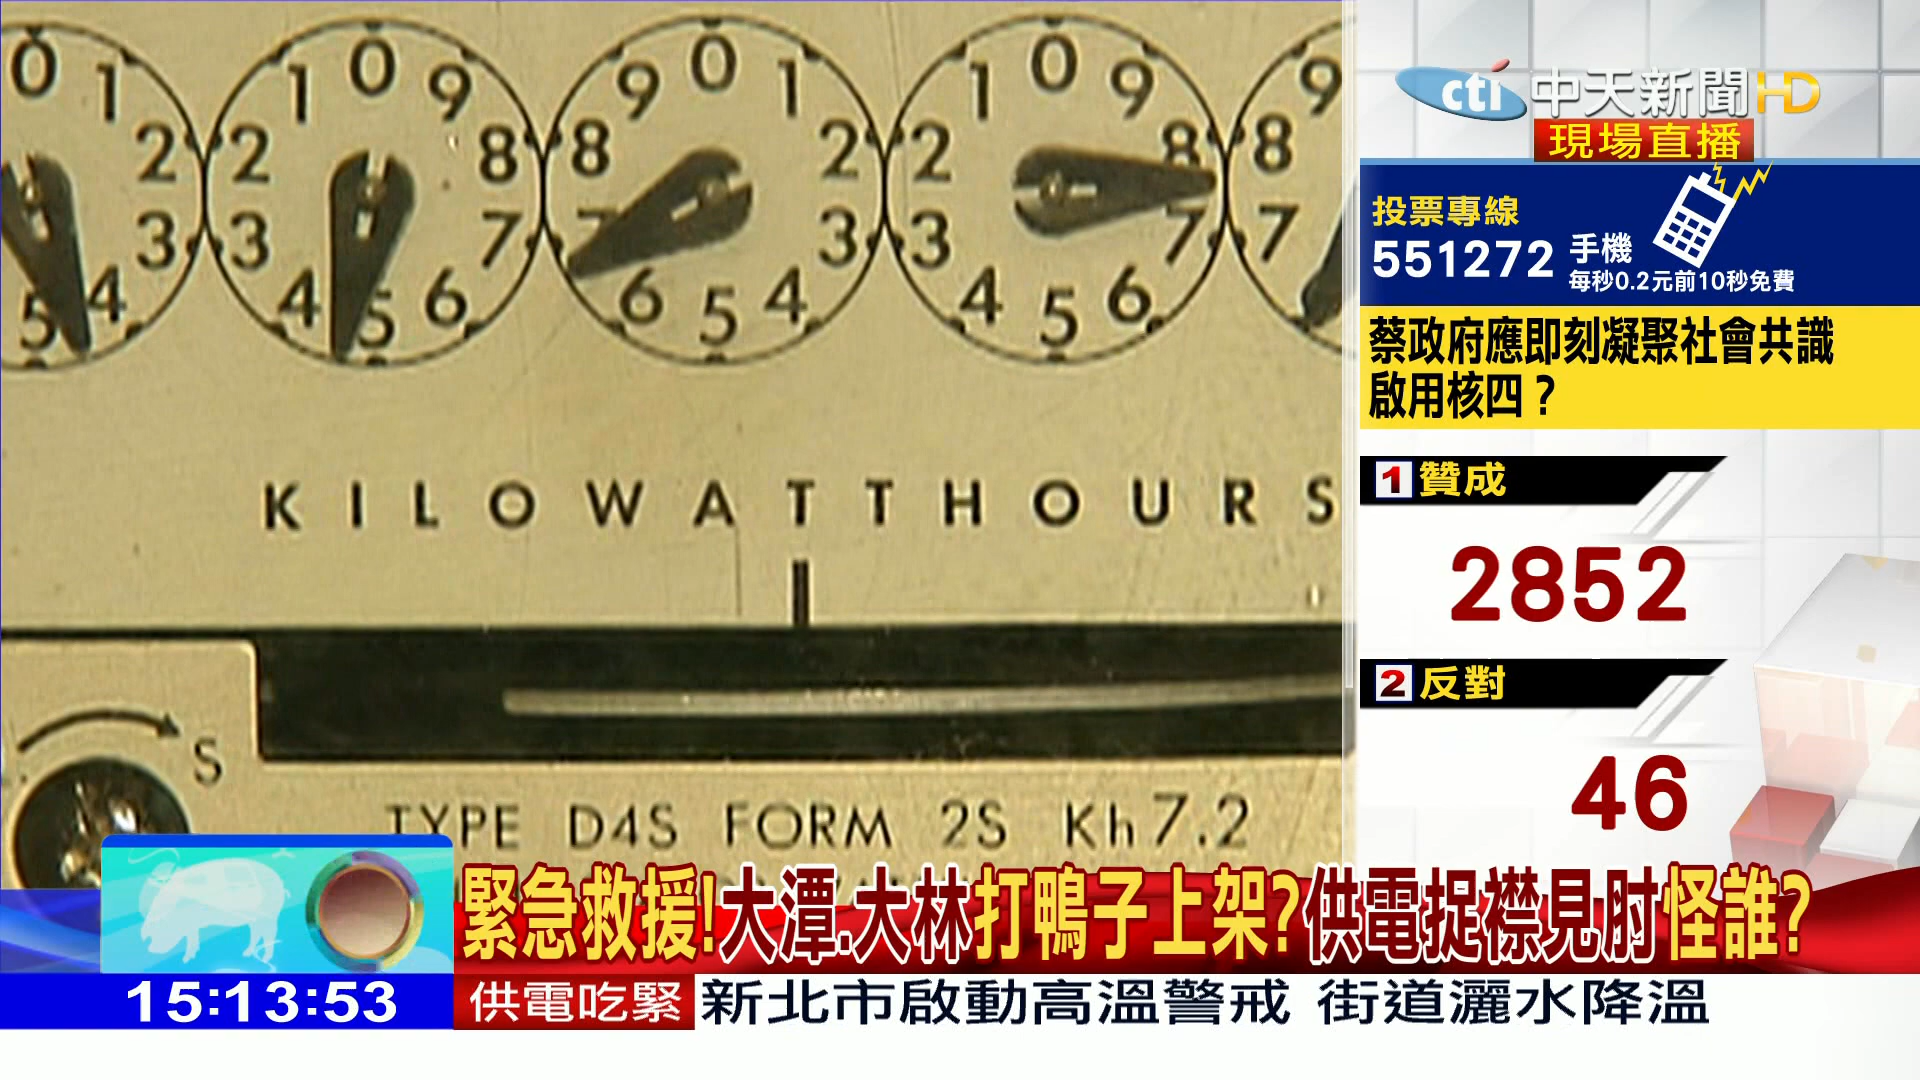 0 1 2 3 4 5
0 9 8 7 6 5 4 3 2 1
0 1 2 3 4 5 6 7 8 9
0 9 8 7 6 5 4 3 2 1
9 8 7
KILOWATTHOURS
S
TYPE D4S FORM 2S Kh 7.2
cti 中天新聞HD
現場直播
投票專線
551272 手機
每秒0.2元前10秒免費
蔡政府應即刻凝聚社會共識
啟用核四？
1 贊成
2852
2 反對
46
緊急救援!大潭.大林打鴨子上架?供電捉襟見肘怪誰?
15:13:53
供電吃緊 新北市啟動高溫警戒 街道灑水降溫